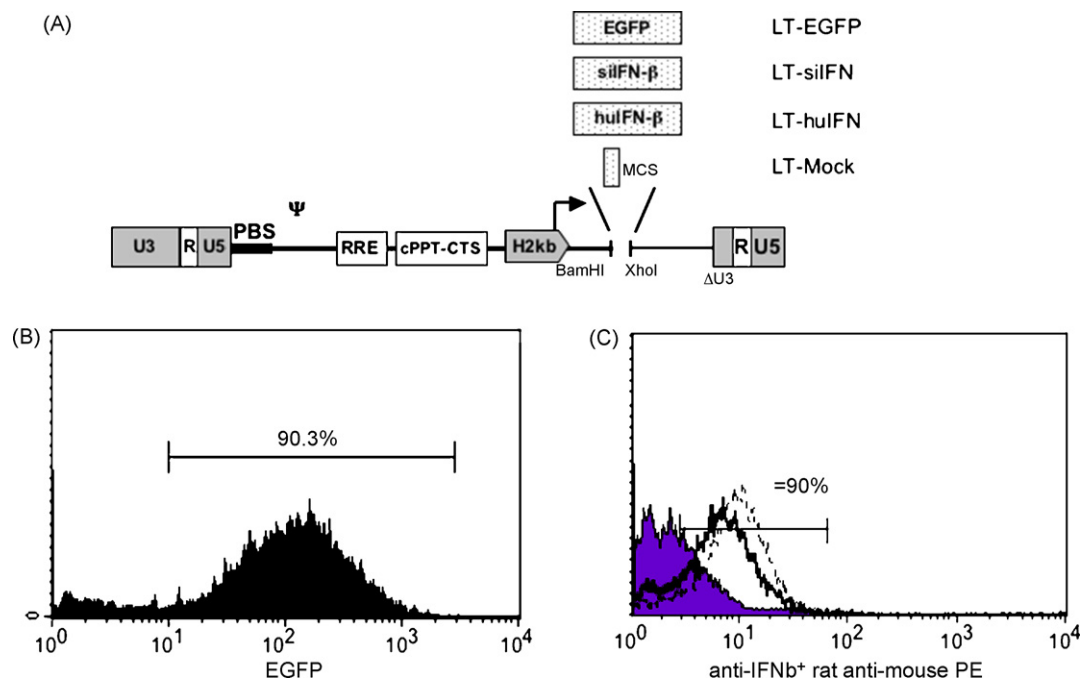 (A)
EGFP LT-EGFP
siIFN-β LT-siIFN
huIFN-β LT-huIFN
MCS LT-Mock
Ψ
U3 R U5 PBS RRE cPPT-CTS H2kb BamHI XhoI ΔU3 R U5
(B)
90.3%
0
10^0 10^1 10^2 10^3 10^4
EGFP
(C)
=90%
10^0 10^1 10^2 10^3 10^4
anti-IFNb+ rat anti-mouse PE